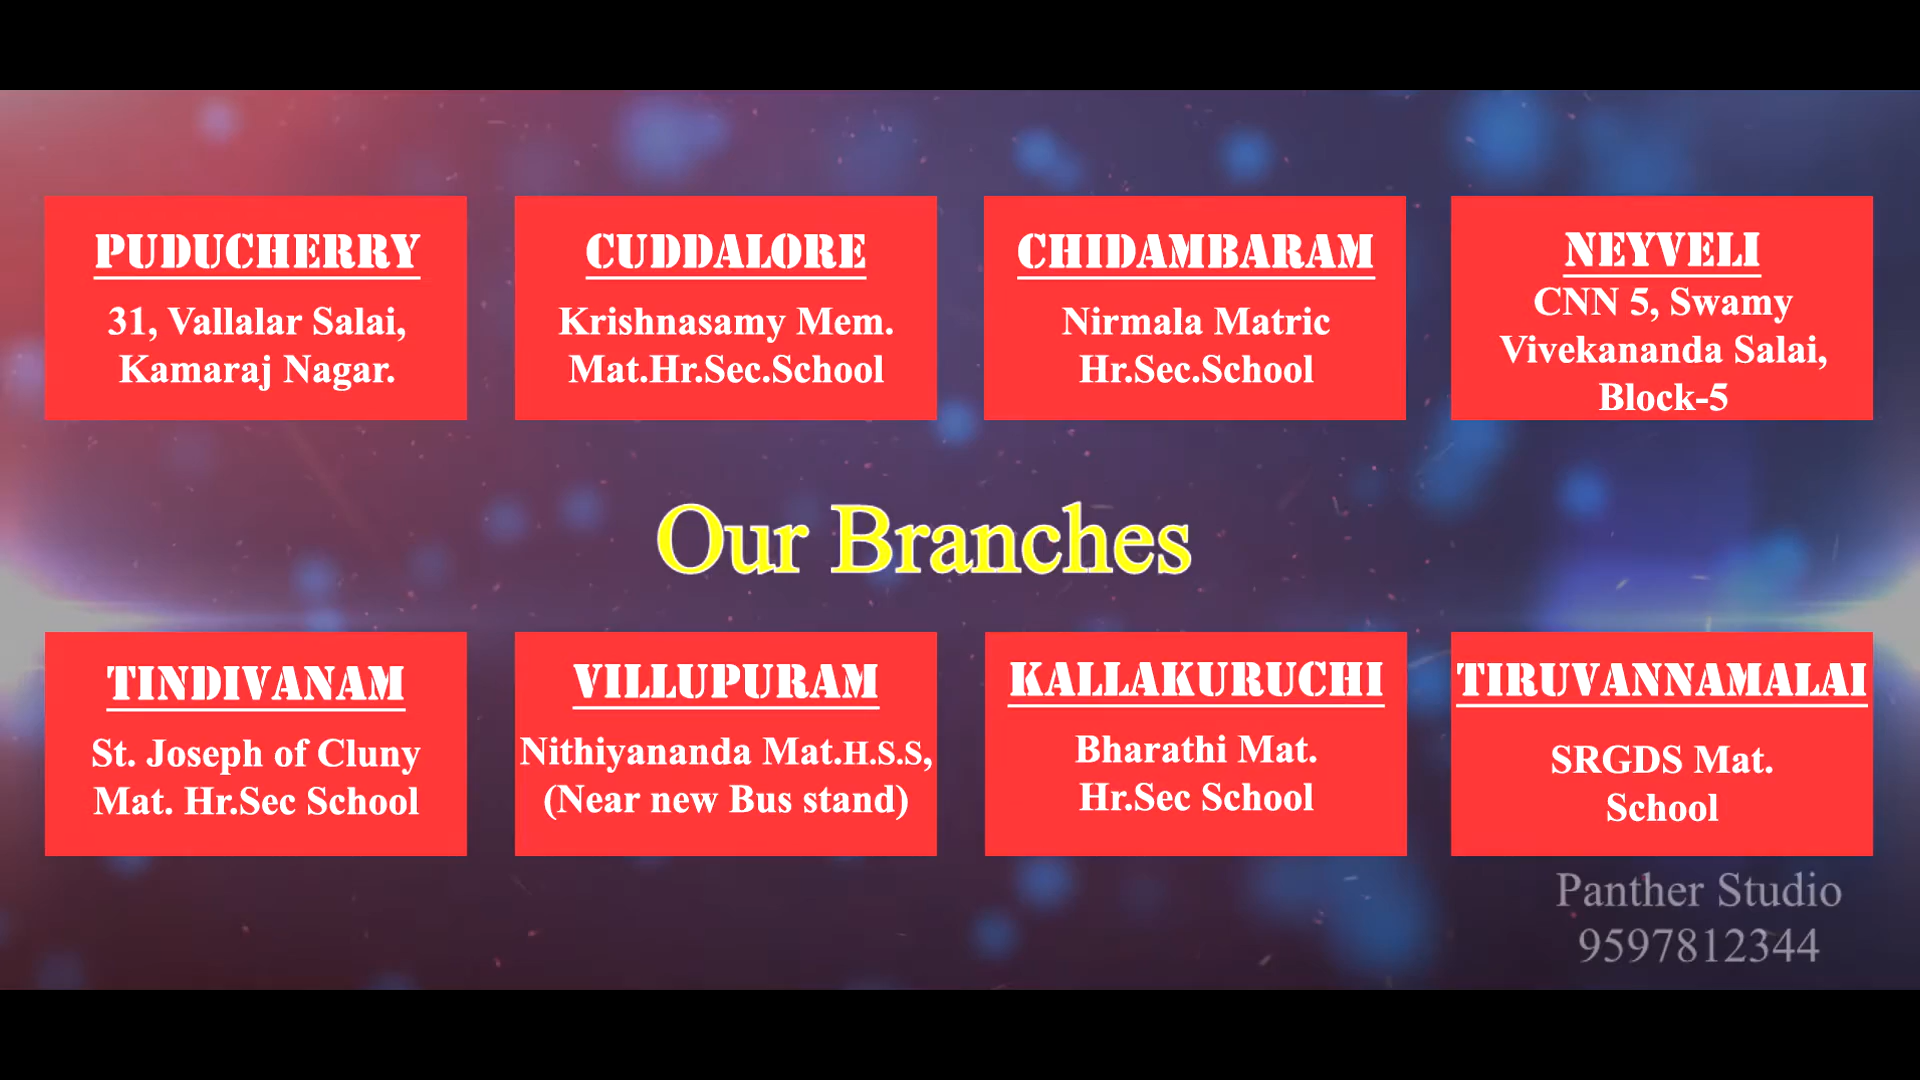 PUDUCHERRY
31, Vallalar Salai,
Kamaraj Nagar.
CUDDALORE
Krishnasamy Mem.
Mat.Hr.Sec.School
CHIDAMBARAM
Nirmala Matric
Hr.Sec.School
NEYVELI
CNN 5, Swamy
Vivekananda Salai,
Block-5
Our Branches
TINDIVANAM
St. Joseph of Cluny
Mat. Hr.Sec School
VILLUPURAM
Nithiyananda Mat.H.S.S,
(Near new Bus stand)
KALLAKURUCHI
Bharathi Mat.
Hr.Sec School
TIRUVANNAMALAI
SRGDS Mat.
School
Panther Studio
9597812344